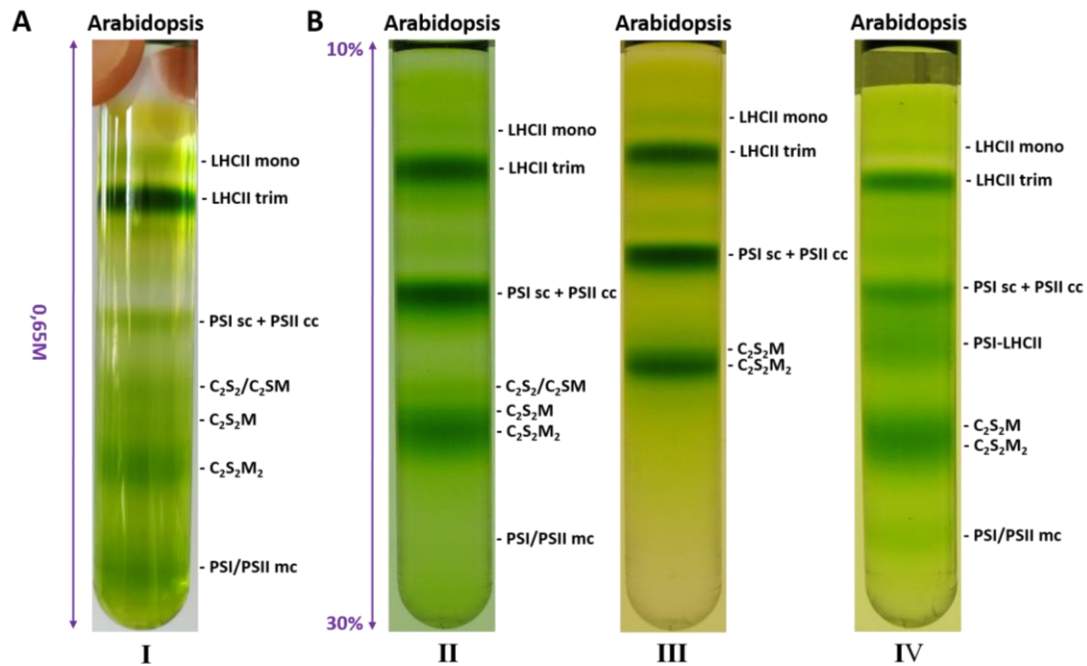 A
B
Arabidopsis
Arabidopsis
Arabidopsis
Arabidopsis
0,65M
- LHCII mono
- LHCII trim
- PSI sc + PSII cc
- C₂S₂/C₂SM
- C₂S₂M
- C₂S₂M₂
- PSI/PSII mc
I
10%
30%
- LHCII mono
- LHCII trim
- PSI sc + PSII cc
- C₂S₂/C₂SM
- C₂S₂M
- C₂S₂M₂
- PSI/PSII mc
II
- LHCII mono
- LHCII trim
- PSI sc + PSII cc
- C₂S₂M
- C₂S₂M₂
III
- LHCII mono
- LHCII trim
- PSI sc + PSII cc
- PSI-LHCII
- C₂S₂M
- C₂S₂M₂
- PSI/PSII mc
IV